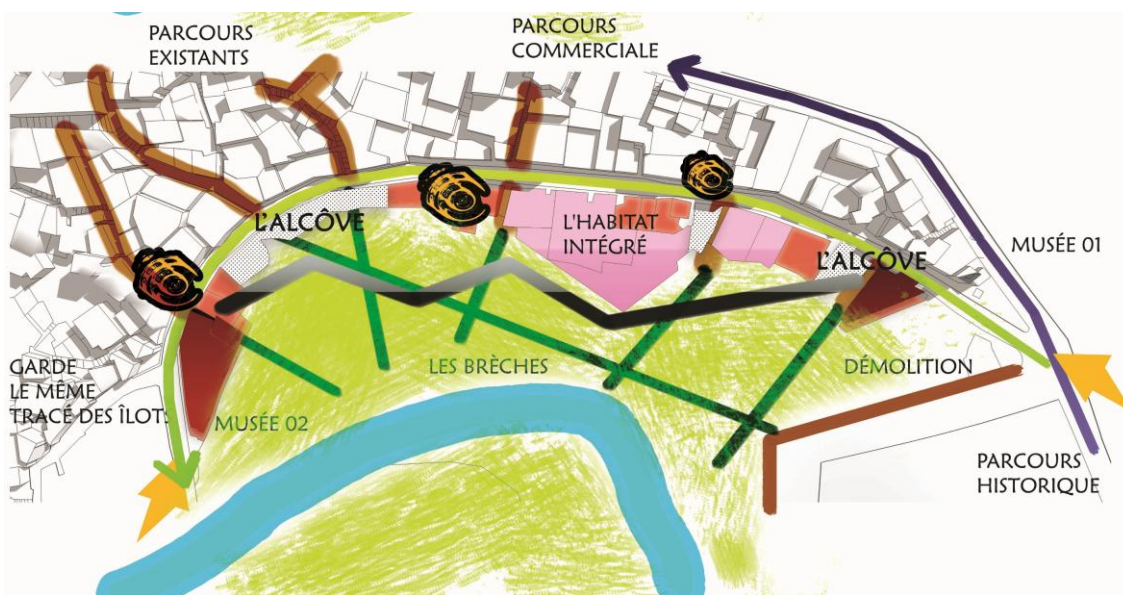 PARCOURS
EXISTANTS
PARCOURS
COMMERCIALE
L'ALCÔVE
L'HABITAT
INTÉGRÉ
L'ALCÔVE
MUSÉE 01
GARDE
LE MÊME
TRACÉ DES ÎLOTS
LES BRÈCHES
DÉMOLITION
MUSÉE 02
PARCOURS
HISTORIQUE